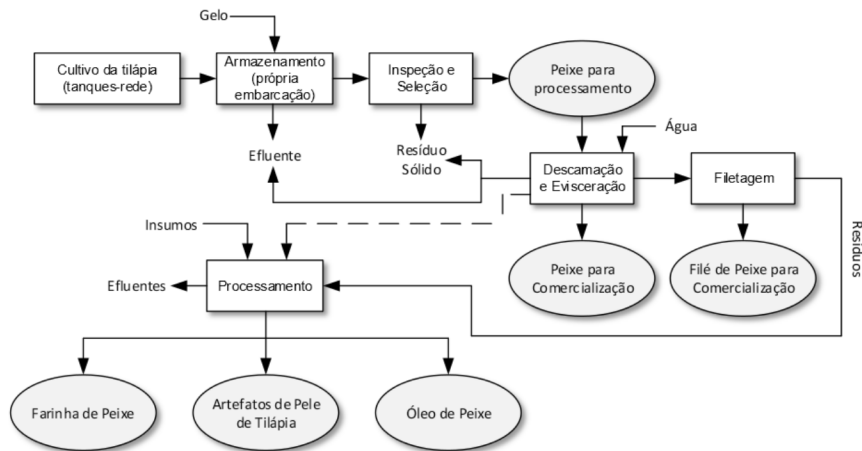 Gelo
Cultivo da tilápia
(tanques-rede)
Armazenamento
(própria
embarcação)
Inspeção e
Seleção
Peixe para
processamento
Efluente
Resíduo
Sólido
Água
Descamação
e Evisceração
Filetagem
Resíduos
Insumos
Peixe para
Comercialização
Filé de Peixe para
Comercialização
Efluentes
Processamento
Farinha de Peixe
Artefatos de Pele
de Tilápia
Óleo de Peixe